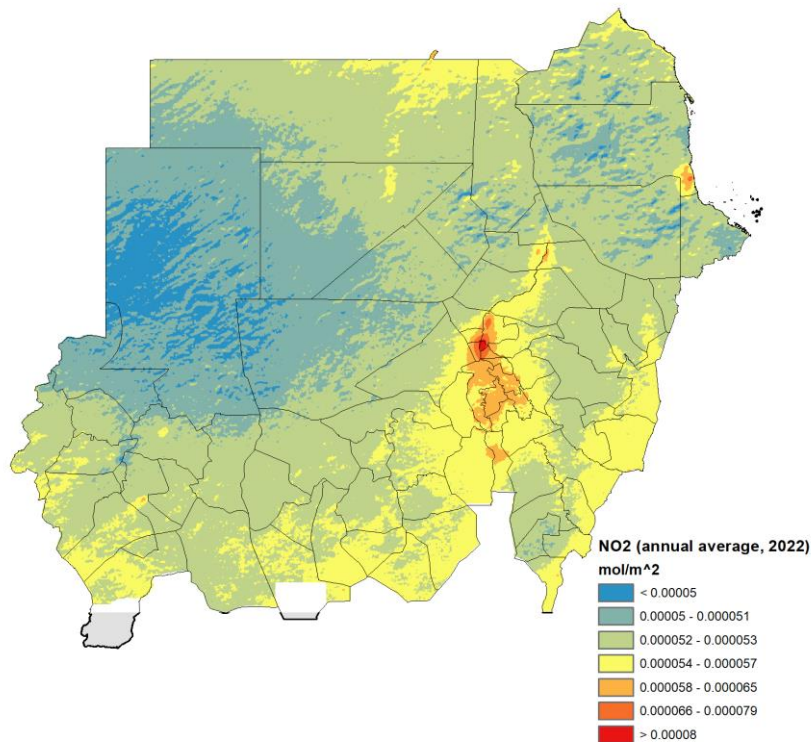 NO2 (annual average, 2022)
mol/m^2
< 0.00005
0.00005 - 0.000051
0.000052 - 0.000053
0.000054 - 0.000057
0.000058 - 0.000065
0.000066 - 0.000079
> 0.00008